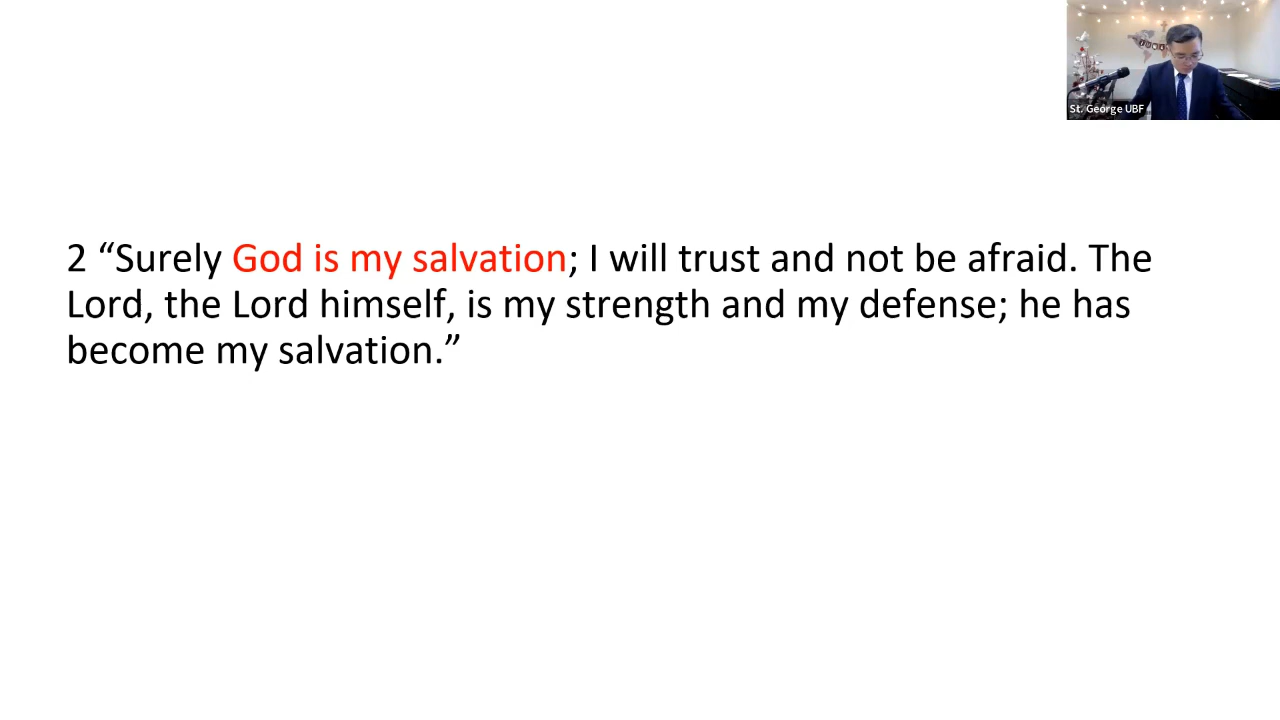 St. George UBF
2 “Surely God is my salvation; I will trust and not be afraid. The
Lord, the Lord himself, is my strength and my defense; he has
become my salvation.”